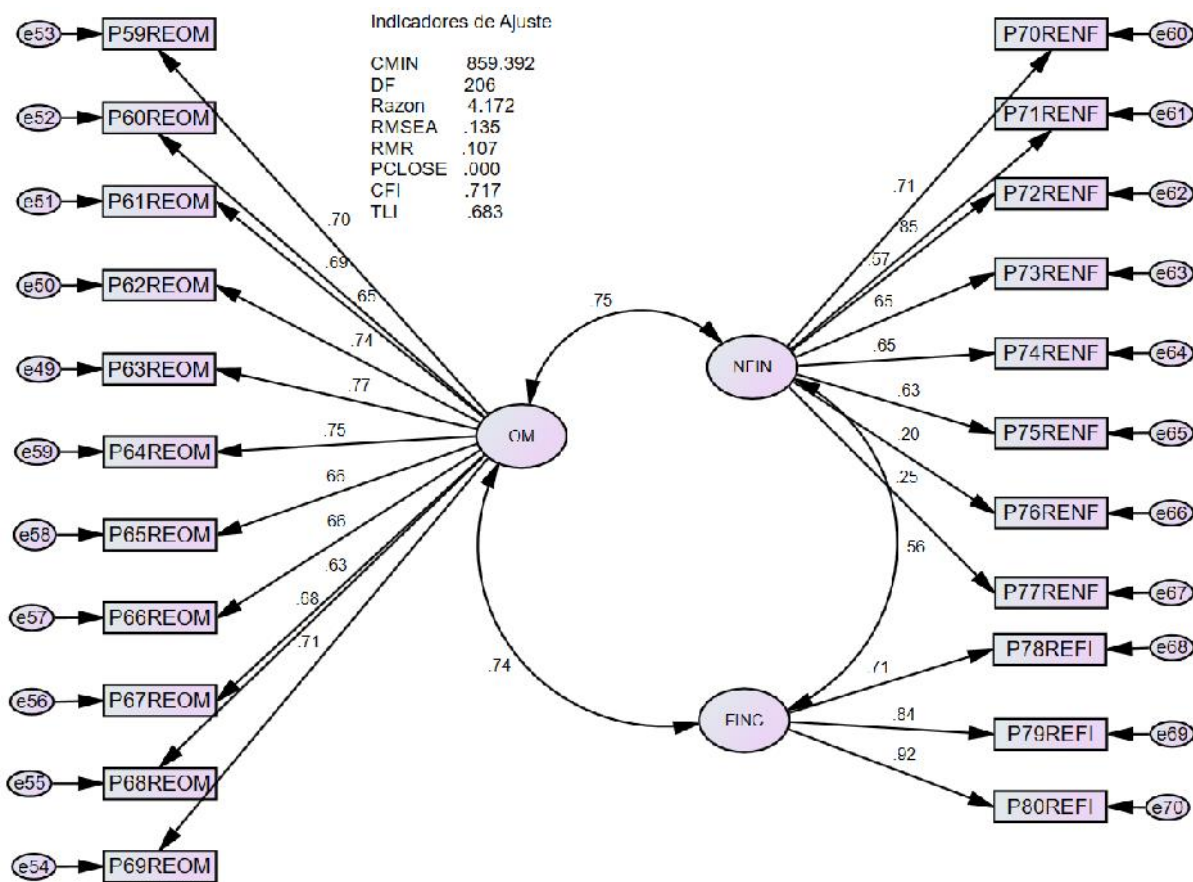 Indicadores de Ajuste
CMIN 859.392
DF 206
Razon 4.172
RMSEA .135
RMR .107
PCLOSE .000
CFI .717
TLI .683
e53 P59REOM
e52 P60REOM
e51 P61REOM
e50 P62REOM
e49 P63REOM
e59 P64REOM
e58 P65REOM
e57 P66REOM
e56 P67REOM
e55 P68REOM
e54 P69REOM
.70
.69
.65
.74
.77
.75
.66
.66
.63
.68
.71
OM
.75
.74
.56
NFIN
FINC
.71
.85
.57
.65
.65
.63
.20
.25
.71
.84
.92
P70RENF e60
P71RENF e61
P72RENF e62
P73RENF e63
P74RENF e64
P75RENF e65
P76RENF e66
P77RENF e67
P78REFI e68
P79REFI e69
P80REFI e70